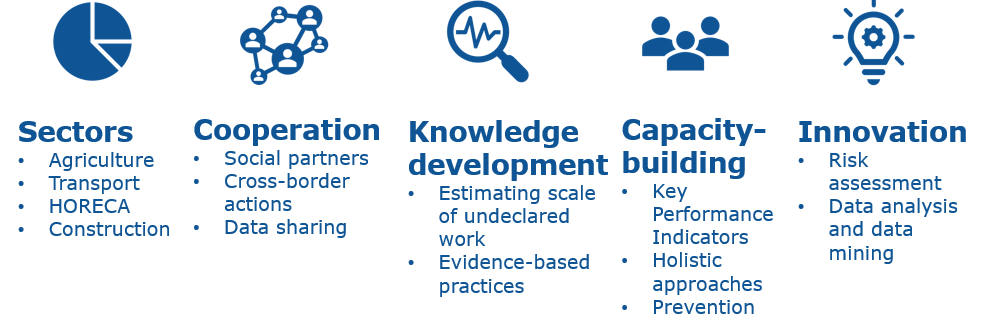 Sectors
• Agriculture
• Transport
• HORECA
• Construction
Cooperation
• Social partners
• Cross-border
actions
• Data sharing
Knowledge
development
• Estimating scale
of undeclared
work
• Evidence-based
practices
Capacity-
building
• Key
Performance
Indicators
• Holistic
approaches
• Prevention
Innovation
• Risk
assessment
• Data analysis
and data
mining